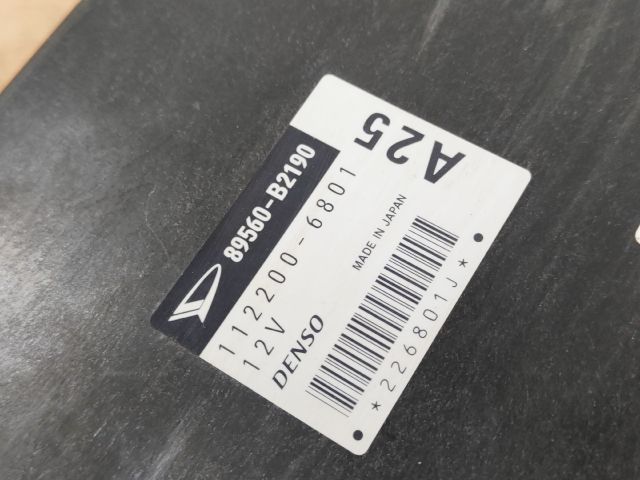 89560-B2190
112200-6801
12V
DENSO
MADE IN JAPAN
A25
*226801J*